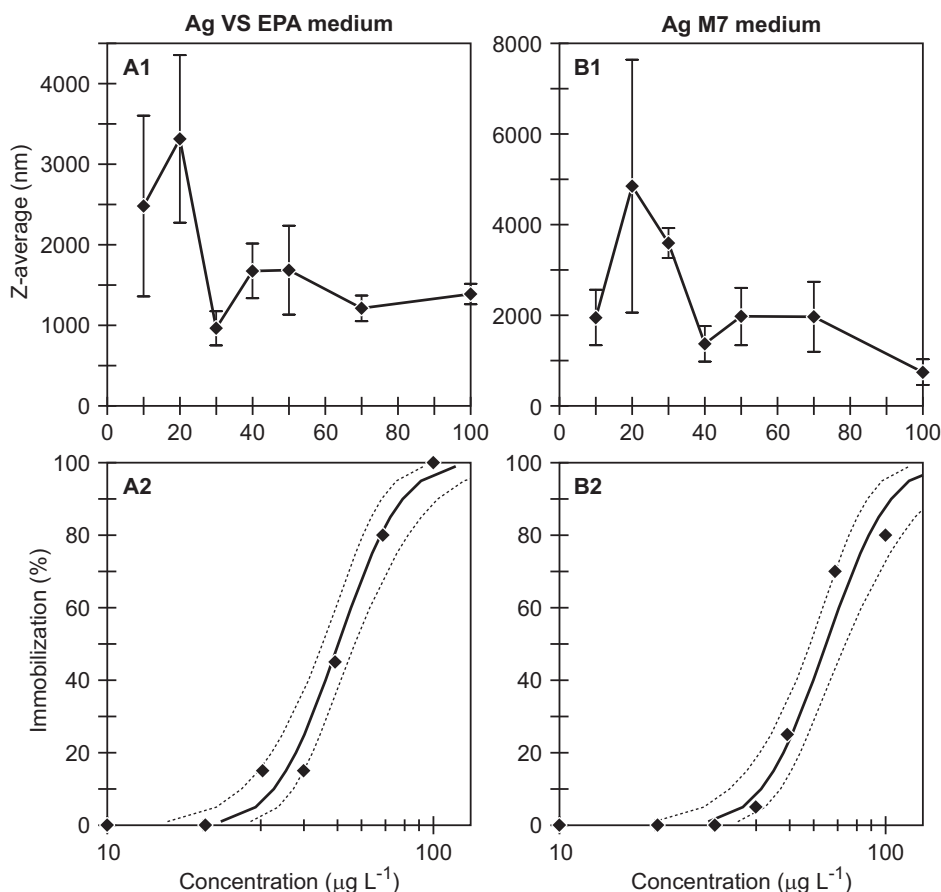 Ag VS EPA medium
Ag M7 medium
A1
B1
Z-average (nm)
4000
3000
2000
1000
0
8000
6000
4000
2000
0
0 20 40 60 80 100
0 20 40 60 80 100
A2
B2
Immobilization (%)
100
80
60
40
20
0
100
80
60
40
20
0
10 100
10 100
Concentration (µg L-1)
Concentration (µg L-1)